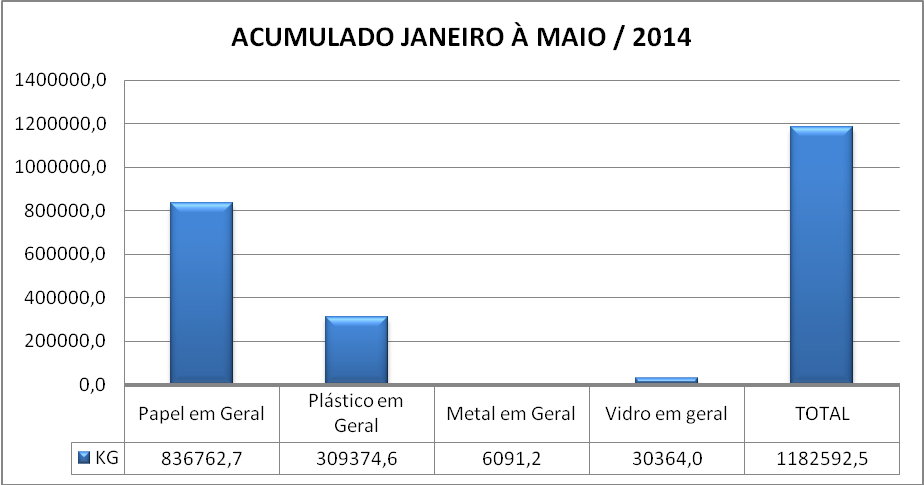 ACUMULADO JANEIRO À MAIO / 2014
1400000,0
1200000,0
1000000,0
800000,0
600000,0
400000,0
200000,0
0,0
Papel em Geral
Plástico em
Geral
Metal em Geral
Vidro em geral
TOTAL
KG 836762,7 309374,6 6091,2 30364,0 1182592,5